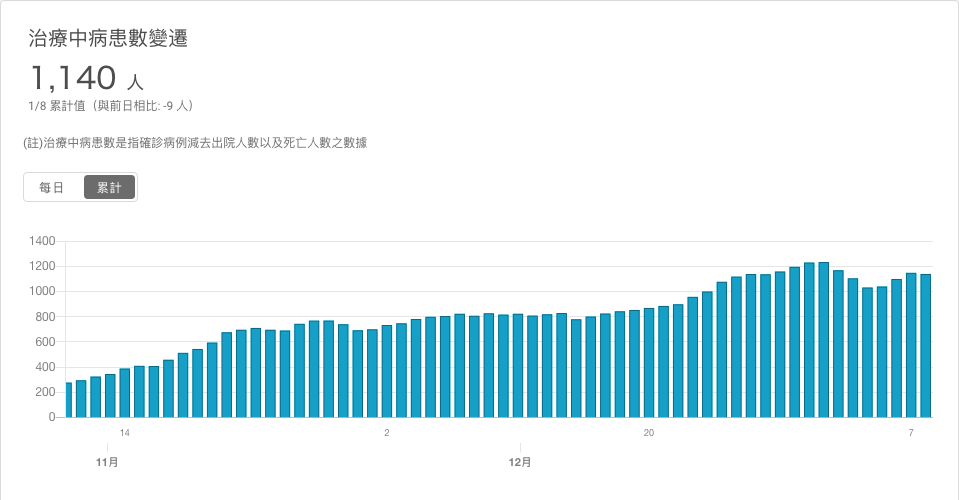 治療中病患數變遷
1,140 人
1/8 累計值（與前日相比: -9 人）
(註)治療中病患數是指確診病例減去出院人數以及死亡人數之數據
每日 累計
1400
1200
1000
800
600
400
200
0
14 2 20 7
11月 12月